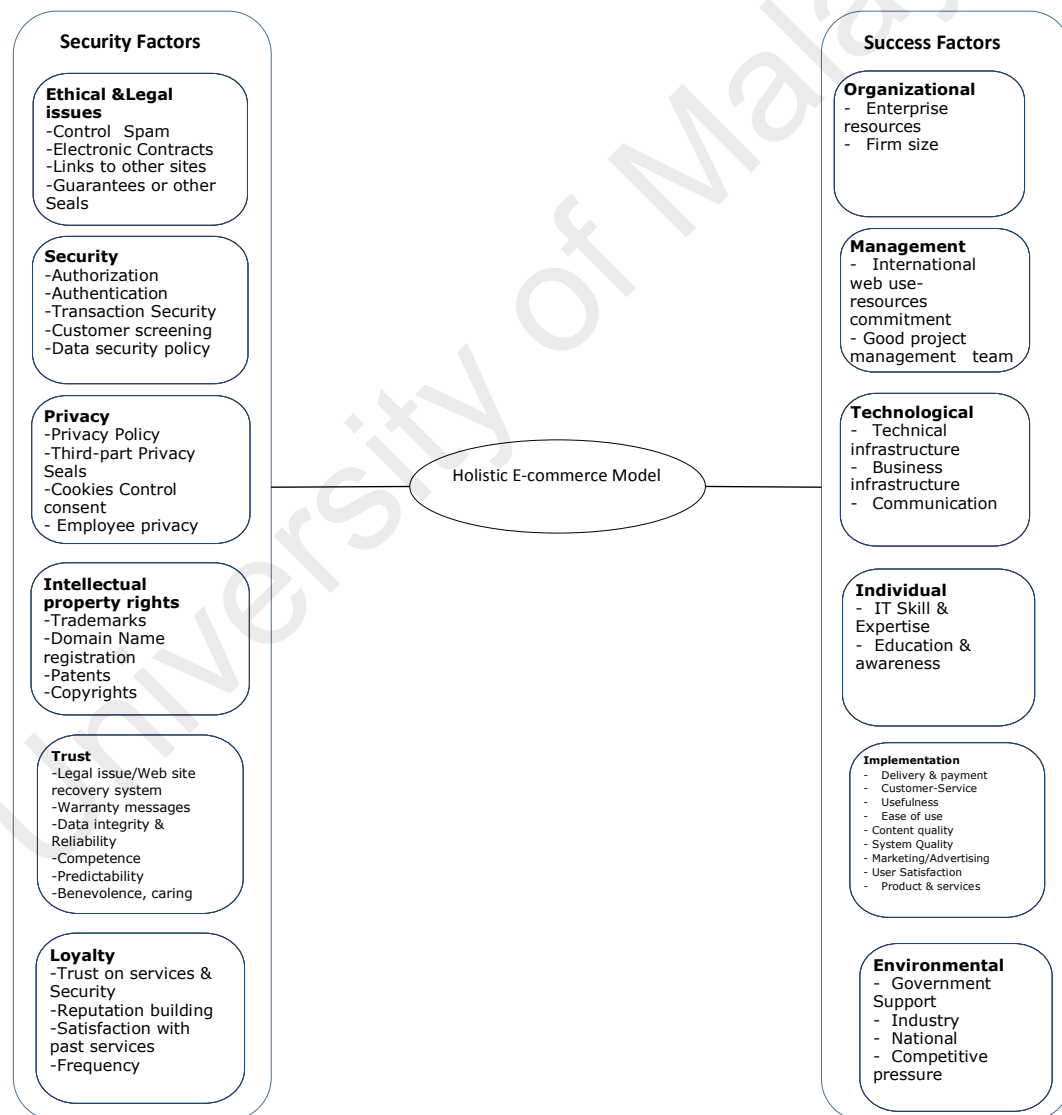 Security Factors
Ethical &Legal
issues
-Control Spam
-Electronic Contracts
-Links to other sites
-Guarantees or other
Seals
Security
-Authorization
-Authentication
-Transaction Security
-Customer screening
-Data security policy
Privacy
-Privacy Policy
-Third-part Privacy
Seals
-Cookies Control
consent
- Employee privacy
Intellectual
property rights
-Trademarks
-Domain Name
registration
-Patents
-Copyrights
Trust
-Legal issue/Web site
recovery system
-Warranty messages
-Data integrity &
Reliability
-Competence
-Predictability
-Benevolence, caring
Loyalty
-Trust on services &
Security
-Reputation building
-Satisfaction with
past services
-Frequency
Holistic E-commerce Model
Success Factors
Organizational
- Enterprise
resources
- Firm size
Management
- International
web use-
resources
commitment
- Good project
management team
Technological
- Technical
infrastructure
- Business
infrastructure
- Communication
Individual
- IT Skill &
Expertise
- Education &
awareness
Implementation
- Delivery & payment
- Customer-Service
- Usefulness
- Ease of use
- Content quality
- System Quality
- Marketing/Advertising
- User Satisfaction
- Product & services
Environmental
- Government
Support
- Industry
- National
- Competitive
pressure
University of Malay